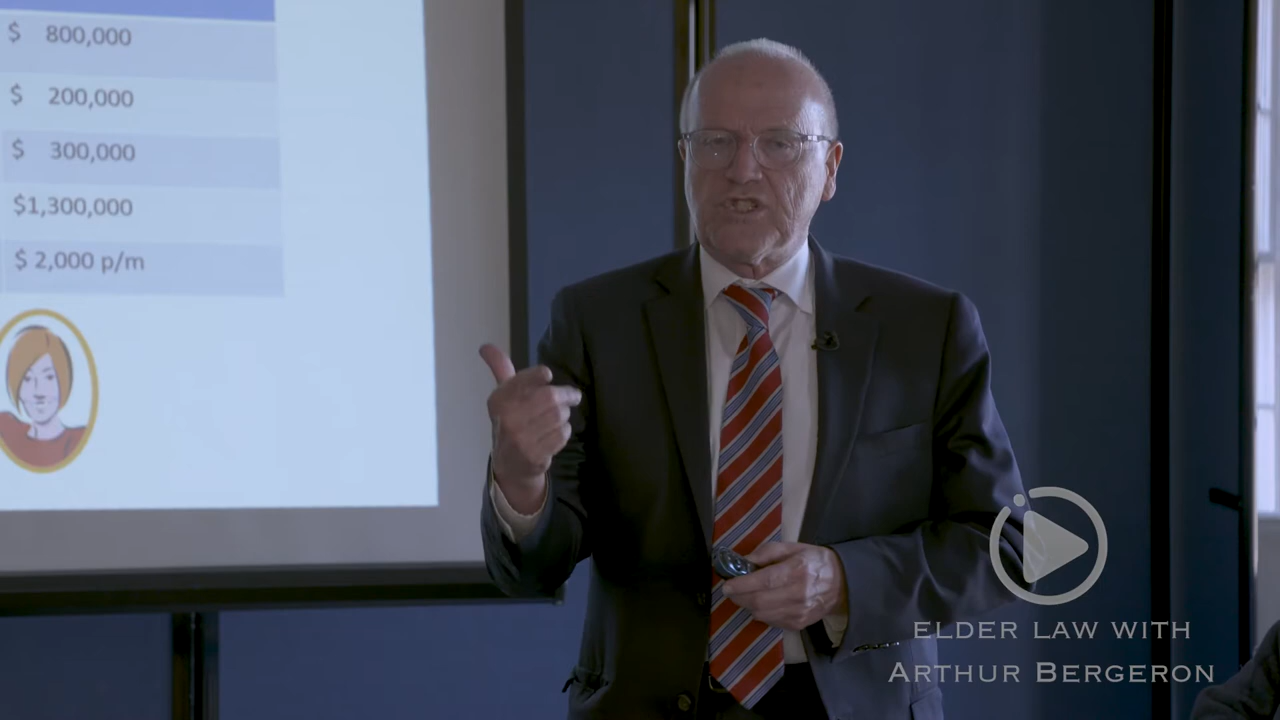 $ 800,000
$ 200,000
$ 300,000
$1,300,000
$ 2,000 p/m
ELDER LAW WITH
ARTHUR BERGERON